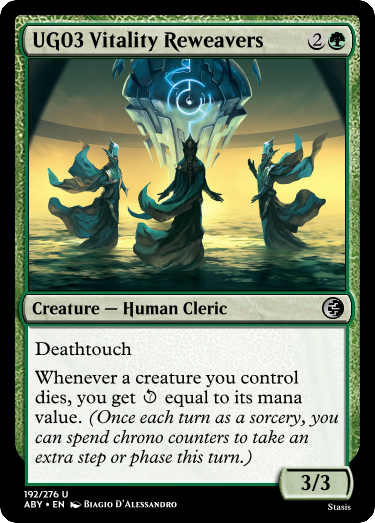 UG03 Vitality Reweavers 2
Creature — Human Cleric
Deathtouch
Whenever a creature you control
dies, you get equal to its mana
value. (Once each turn as a sorcery, you
can spend chrono counters to take an
extra step or phase this turn.)
3/3
192/276 U
ABY • EN Biagio D'Alessandro
Stasis